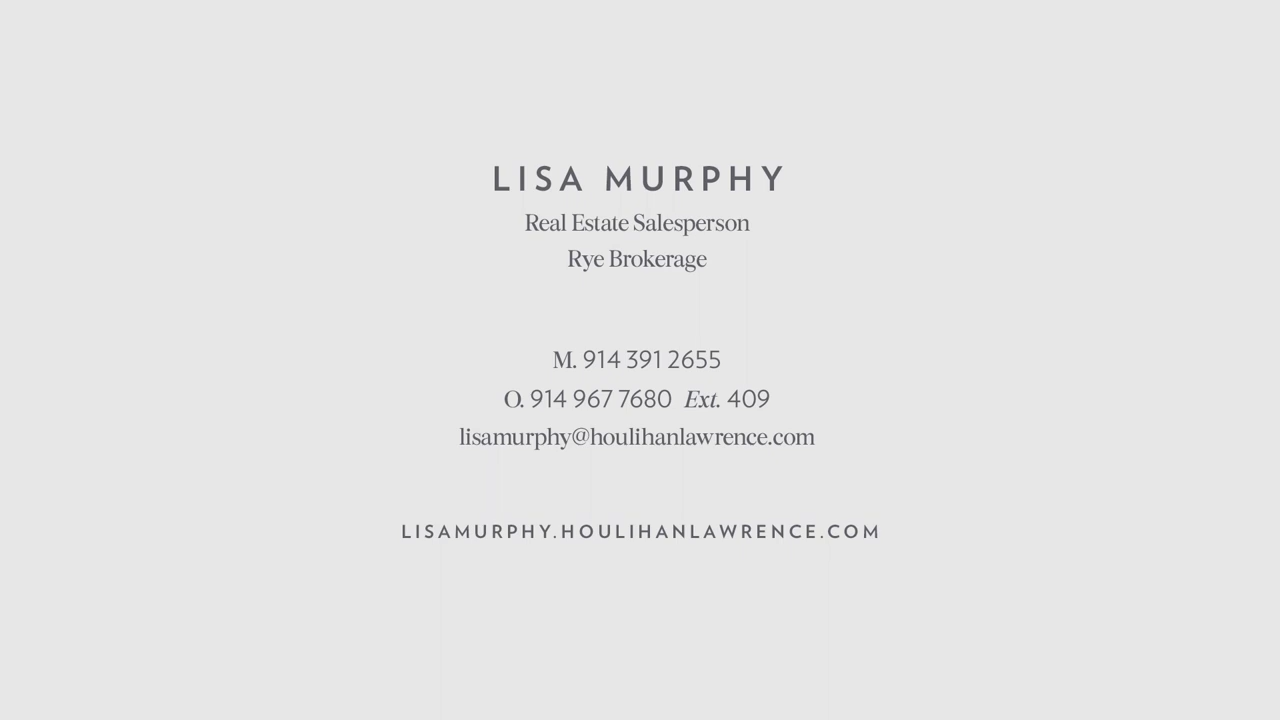 LISA MURPHY
Real Estate Salesperson
Rye Brokerage
M. 914 391 2655
O. 914 967 7680 Ext. 409
lisamurphy@houlihanlawrence.com
LISAMURPHY.HOULIHANLAWRENCE.COM